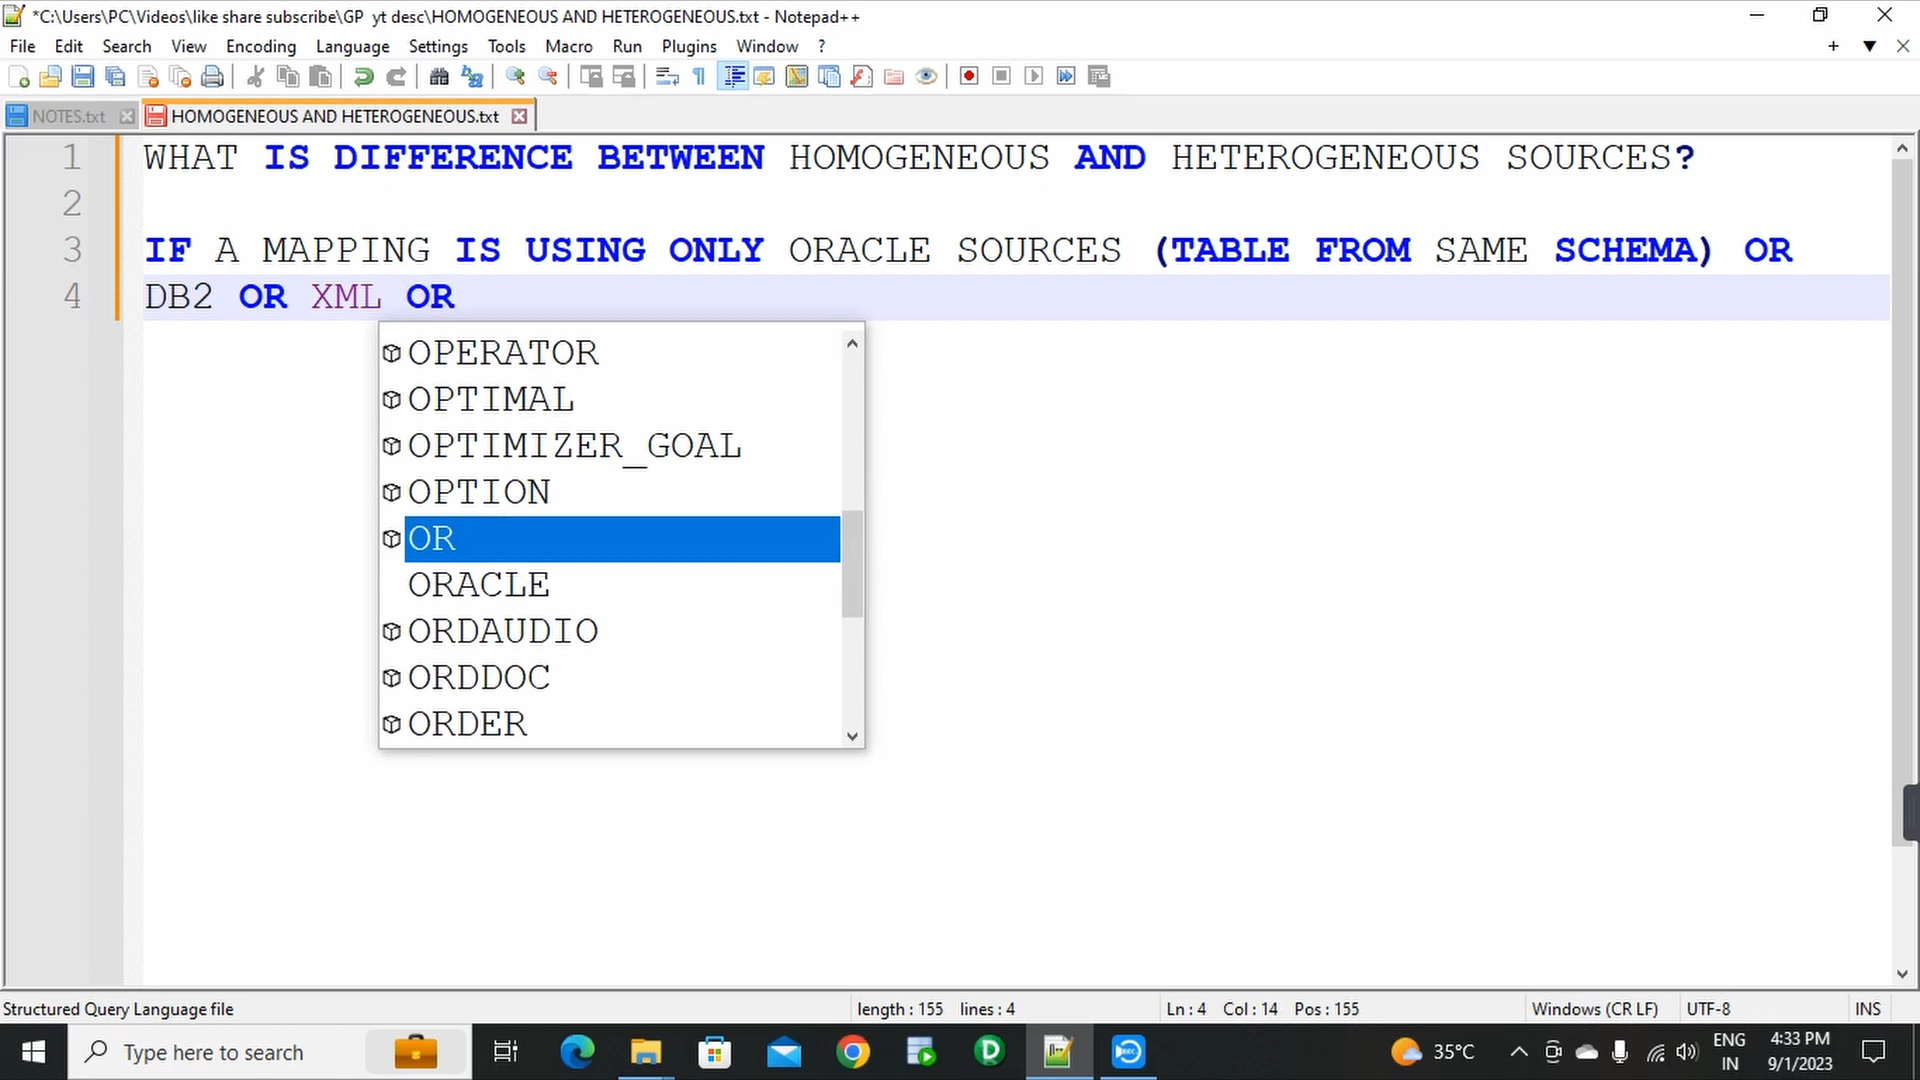 *C:\Users\PC\Videos\like share subscribe\GP  yt desc\HOMOGENEOUS AND HETEROGENEOUS.txt - Notepad++
File Edit Search View Encoding Language Settings Tools Macro Run Plugins Window ?
NOTES.txt HOMOGENEOUS AND HETEROGENEOUS.txt
1 WHAT IS DIFFERENCE BETWEEN HOMOGENEOUS AND HETEROGENEOUS SOURCES?
2
3 IF A MAPPING IS USING ONLY ORACLE SOURCES (TABLE FROM SAME SCHEMA) OR
4 DB2 OR XML OR
OPERATOR
OPTIMAL
OPTIMIZER_GOAL
OPTION
OR
ORACLE
ORDAUDIO
ORDDOC
ORDER
Structured Query Language file length : 155 lines : 4 Ln : 4 Col : 14 Pos : 155 Windows (CR LF) UTF-8 INS
Type here to search 35°C ENG IN 4:33 PM 9/1/2023